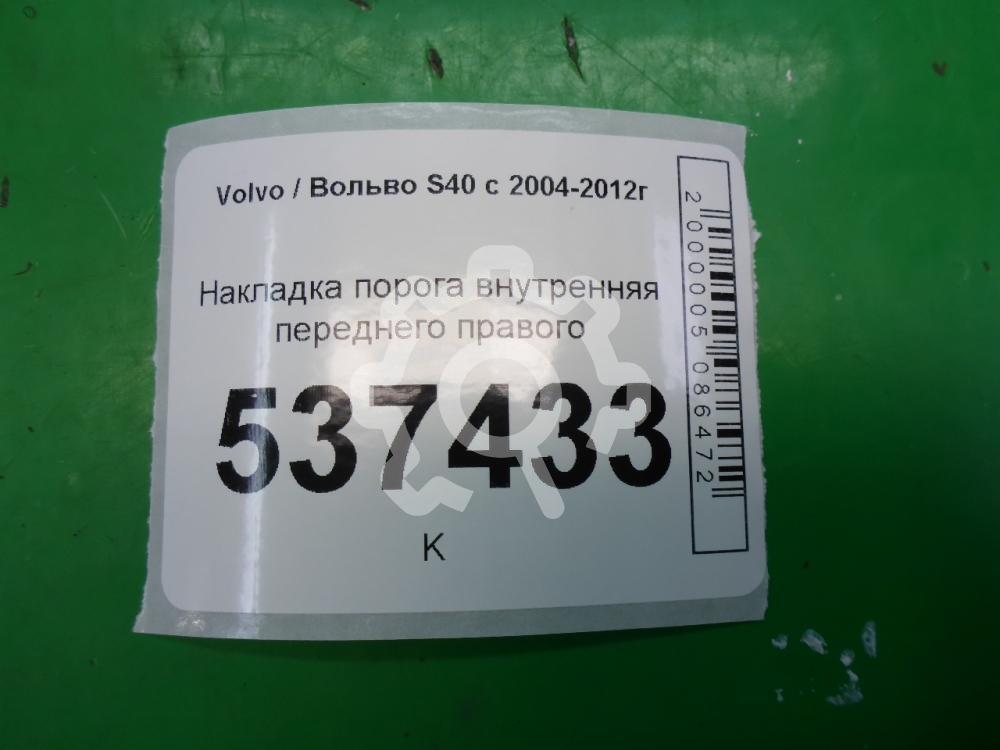 Volvo / Вольво S40 с 2004-2012г
Накладка порога внутренняя
переднего правого
537433
К
2000005086472